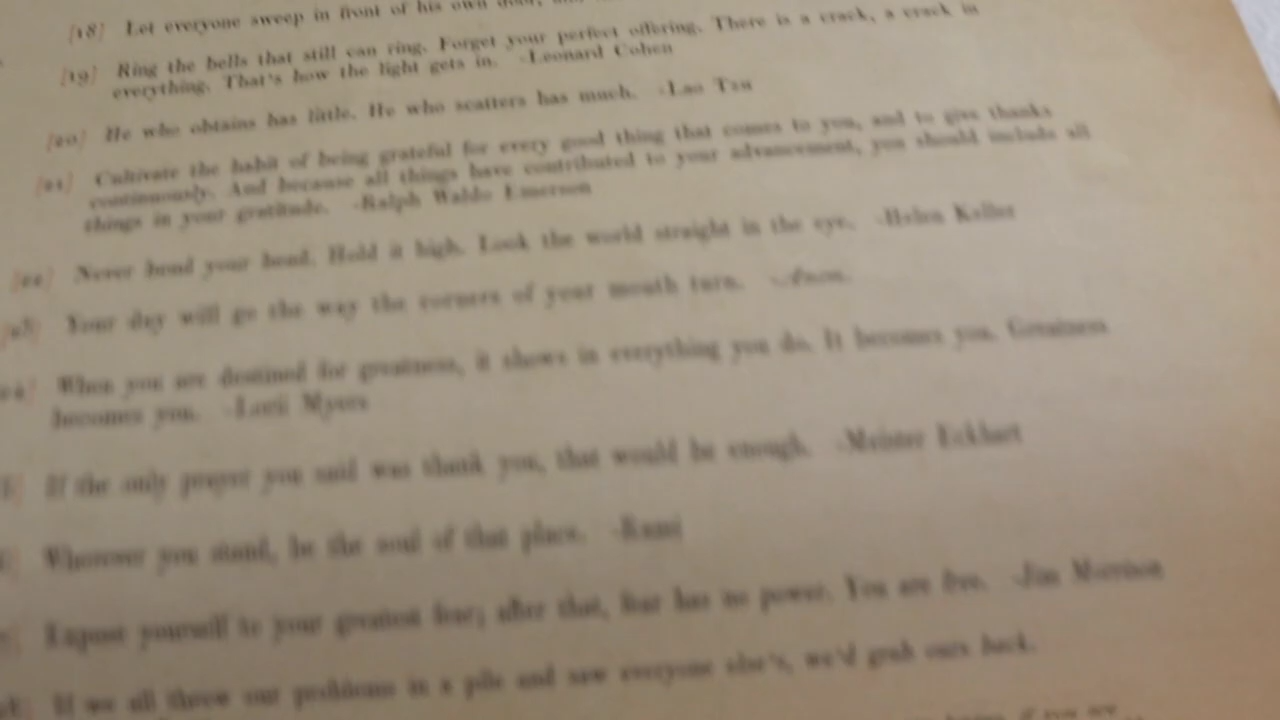 [18] Let everyone sweep in front of his own door,
[19] Ring the bells that still can ring. Forget your perfect offering. There is a crack, a crack in
everything. That's how the light gets in. -Leonard Cohen
[20] He who obtains has little. He who scatters has much. -Lao Tzu
[21] Cultivate the habit of being grateful for every good thing that comes to you, and to give thanks
continuously. And because all things have contributed to your advancement, you should include all
things in your gratitude. -Ralph Waldo Emerson
[22] Never bend your head. Hold it high. Look the world straight in the eye. -Helen Keller
[23] Your day will go the way the corners of your mouth turn. -Anon.
When you are destined for greatness, it shows in everything you do. It becomes you. Greatness
becomes you. -Lorii Myers
If the only prayer you said was thank you, that would be enough. -Meister Eckhart
Wherever you stand, be the soul of that place. -Rumi
Expose yourself to your greatest fear; after that, fear has no power. You are free. -Jim Morrison
If we all threw our problems in a pile and saw everyone else's, we'd grab ours back.
if you are